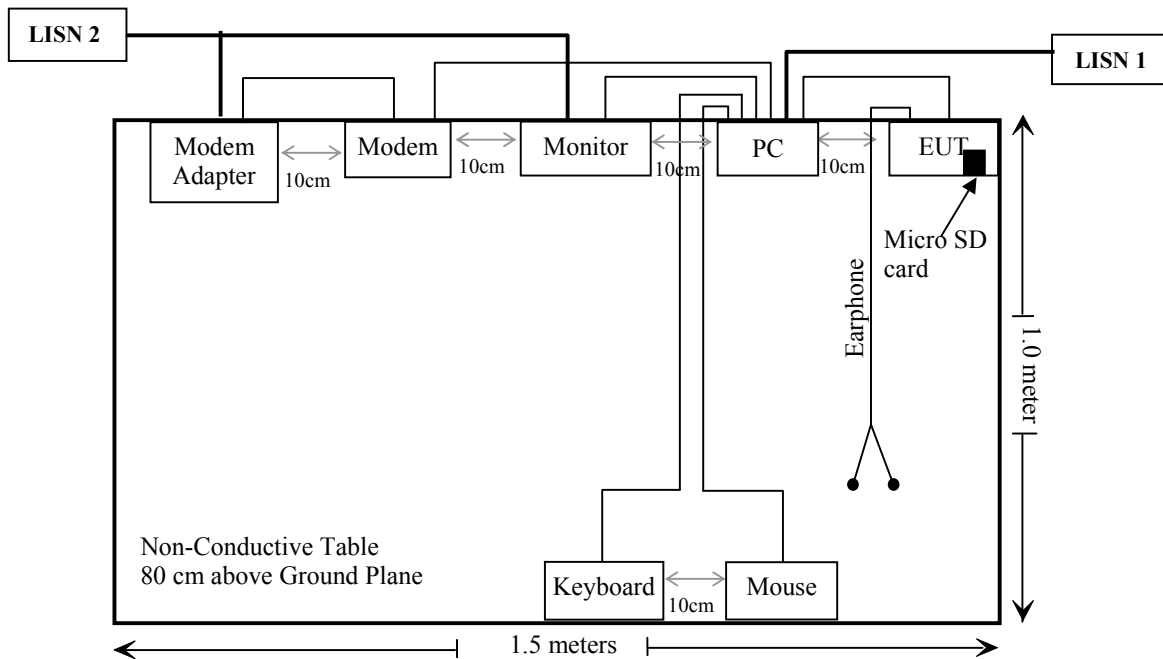 LISN 2
LISN 1
Modem
Adapter
10cm
Modem
10cm
Monitor
10cm
PC
10cm
EUT
Micro SD
card
Earphone
1.0 meter
Non-Conductive Table
80 cm above Ground Plane
Keyboard
10cm
Mouse
1.5 meters